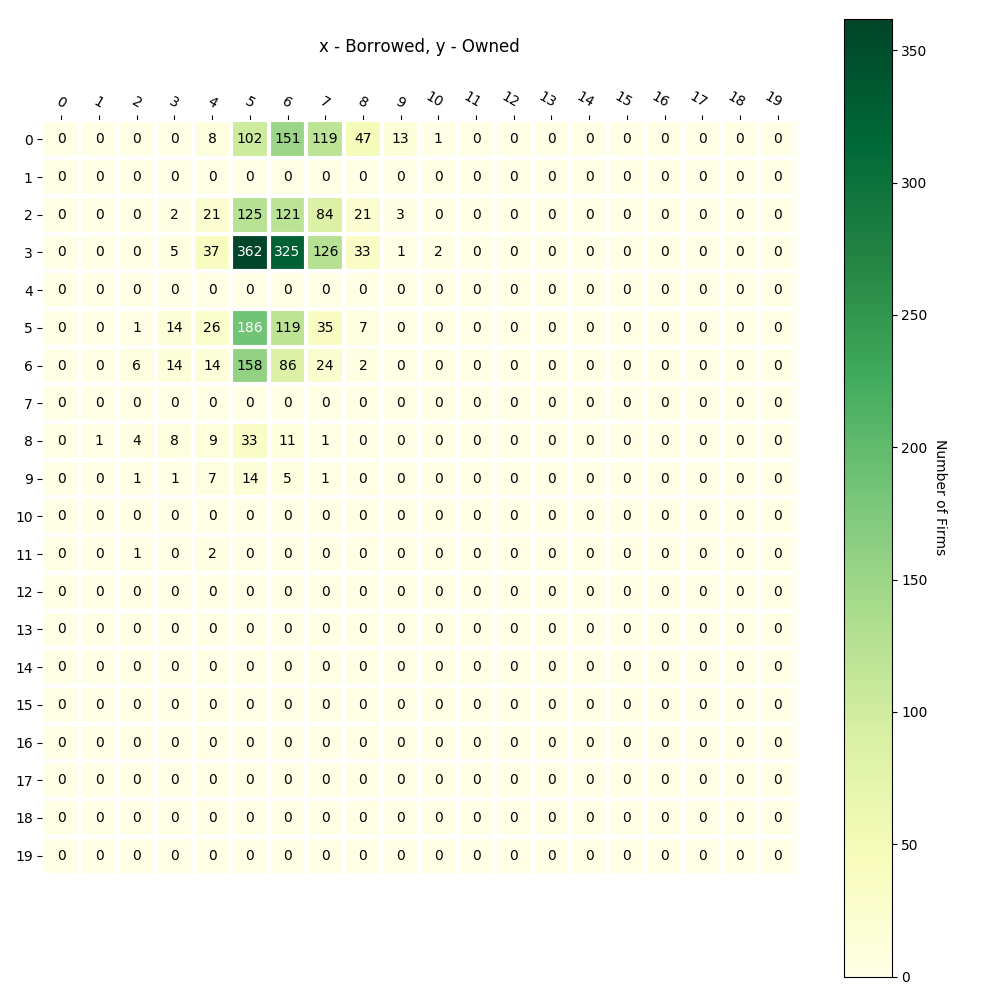 x - Borrowed, y - Owned
0 1 2 3 4 5 6 7 8 9 10 11 12 13 14 15 16 17 18 19
0 0 0 0 0 8 102 151 119 47 13 1 0 0 0 0 0 0 0 0 0
1 0 0 0 0 0 0 0 0 0 0 0 0 0 0 0 0 0 0 0 0
2 0 0 0 2 21 125 121 84 21 3 0 0 0 0 0 0 0 0 0 0
3 0 0 0 5 37 362 325 126 33 1 2 0 0 0 0 0 0 0 0 0
4 0 0 0 0 0 0 0 0 0 0 0 0 0 0 0 0 0 0 0 0
5 0 0 1 14 26 186 119 35 7 0 0 0 0 0 0 0 0 0 0 0
6 0 0 6 14 14 158 86 24 2 0 0 0 0 0 0 0 0 0 0 0
7 0 0 0 0 0 0 0 0 0 0 0 0 0 0 0 0 0 0 0 0
8 0 1 4 8 9 33 11 1 0 0 0 0 0 0 0 0 0 0 0 0
9 0 0 1 1 7 14 5 1 0 0 0 0 0 0 0 0 0 0 0 0
10 0 0 0 0 0 0 0 0 0 0 0 0 0 0 0 0 0 0 0 0
11 0 0 1 0 2 0 0 0 0 0 0 0 0 0 0 0 0 0 0 0
12 0 0 0 0 0 0 0 0 0 0 0 0 0 0 0 0 0 0 0 0
13 0 0 0 0 0 0 0 0 0 0 0 0 0 0 0 0 0 0 0 0
14 0 0 0 0 0 0 0 0 0 0 0 0 0 0 0 0 0 0 0 0
15 0 0 0 0 0 0 0 0 0 0 0 0 0 0 0 0 0 0 0 0
16 0 0 0 0 0 0 0 0 0 0 0 0 0 0 0 0 0 0 0 0
17 0 0 0 0 0 0 0 0 0 0 0 0 0 0 0 0 0 0 0 0
18 0 0 0 0 0 0 0 0 0 0 0 0 0 0 0 0 0 0 0 0
19 0 0 0 0 0 0 0 0 0 0 0 0 0 0 0 0 0 0 0 0
350
300
250
200
150
100
50
0
Number of Firms